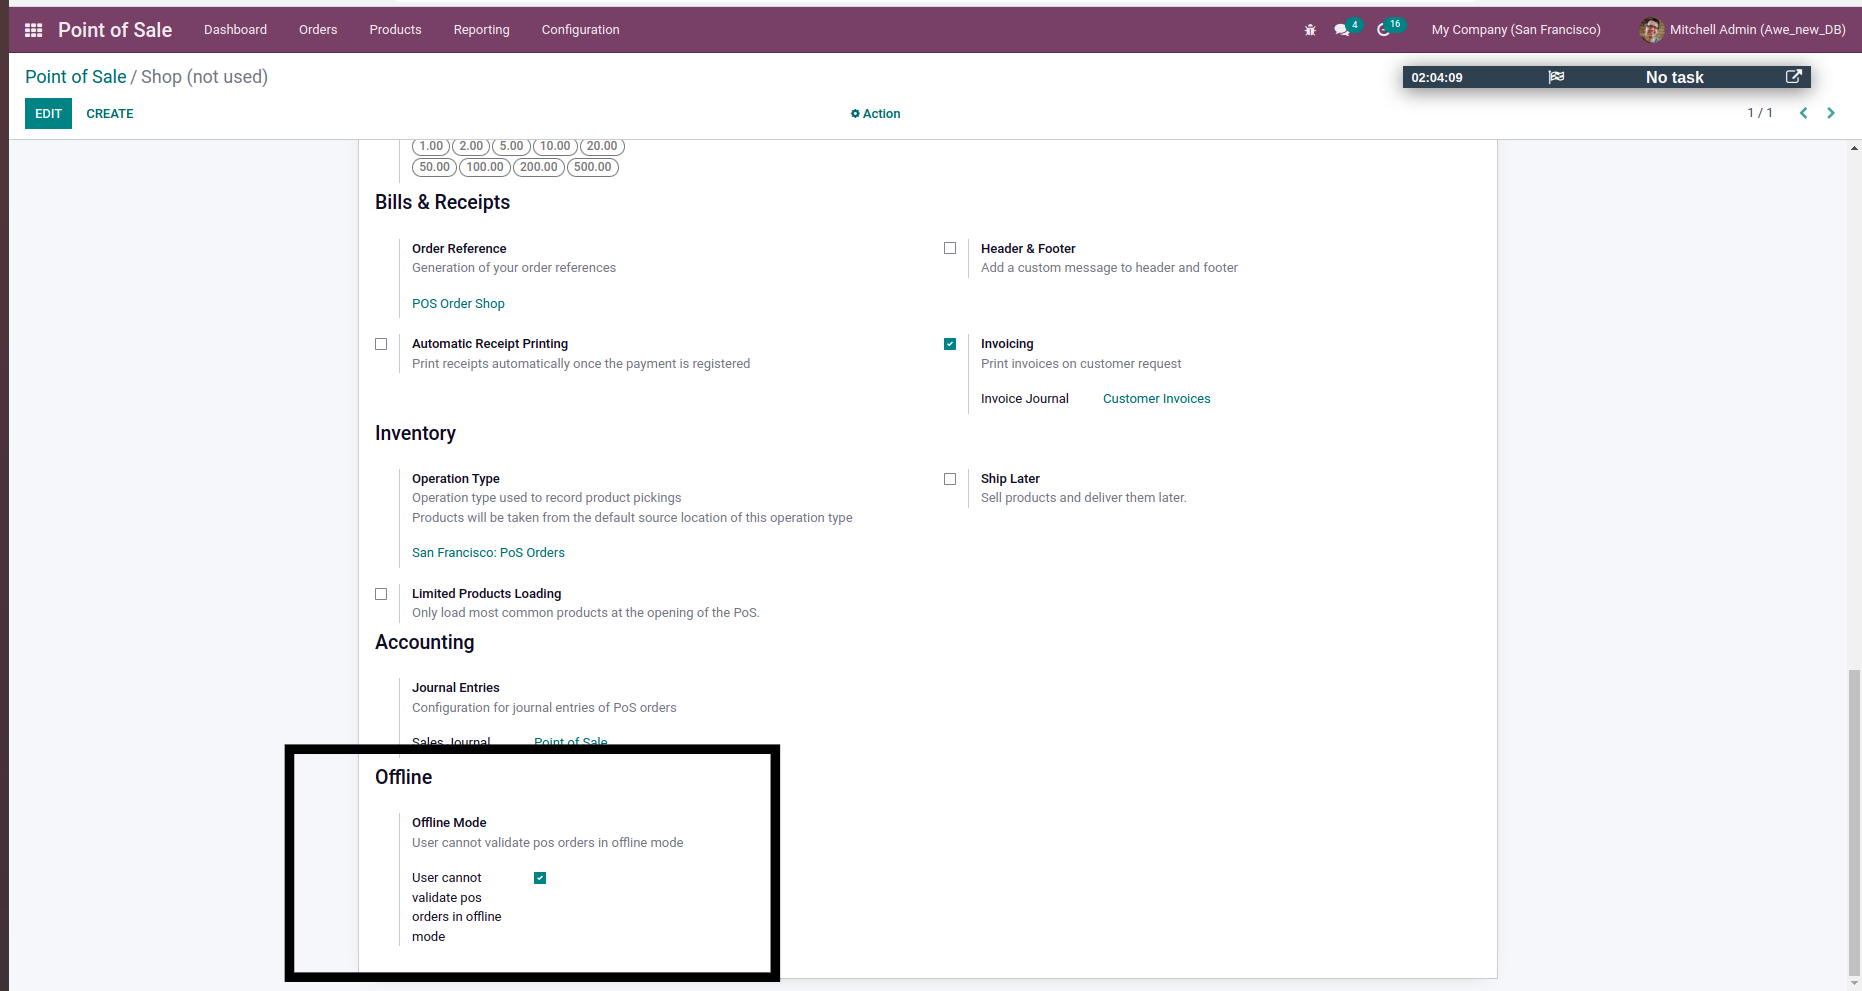 Point of Sale Dashboard Orders Products Reporting Configuration 4 16 My Company (San Francisco) Mitchell Admin (Awe_new_DB)
Point of Sale / Shop (not used)
02:04:09 No task
EDIT CREATE Action 1 / 1
1.00 2.00 5.00 10.00 20.00
50.00 100.00 200.00 500.00
Bills & Receipts
Order Reference
Generation of your order references
POS Order Shop
Header & Footer
Add a custom message to header and footer
Automatic Receipt Printing
Print receipts automatically once the payment is registered
Invoicing
Print invoices on customer request
Invoice Journal Customer Invoices
Inventory
Operation Type
Operation type used to record product pickings
Products will be taken from the default source location of this operation type
San Francisco: PoS Orders
Ship Later
Sell products and deliver them later.
Limited Products Loading
Only load most common products at the opening of the PoS.
Accounting
Journal Entries
Configuration for journal entries of PoS orders
Sales Journal Point of Sale
Offline
Offline Mode
User cannot validate pos orders in offline mode
User cannot
validate pos
orders in offline
mode